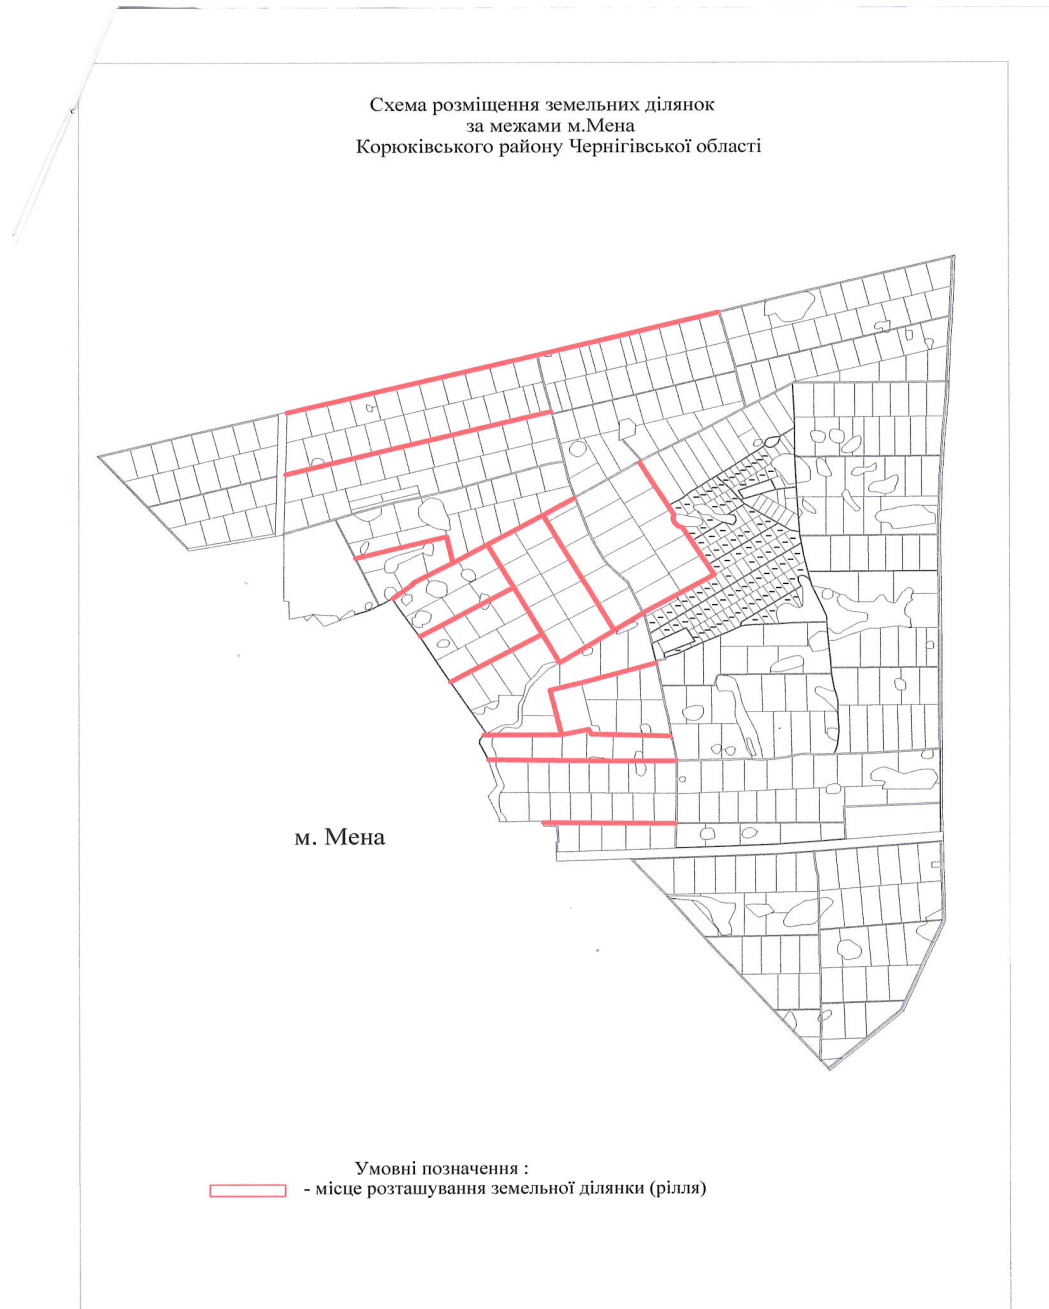 Схема розміщення земельних ділянок
за межами м.Мена
Корюківського району Чернігівської області
м. Мена
Умовні позначення :
- місце розташування земельної ділянки (рілля)